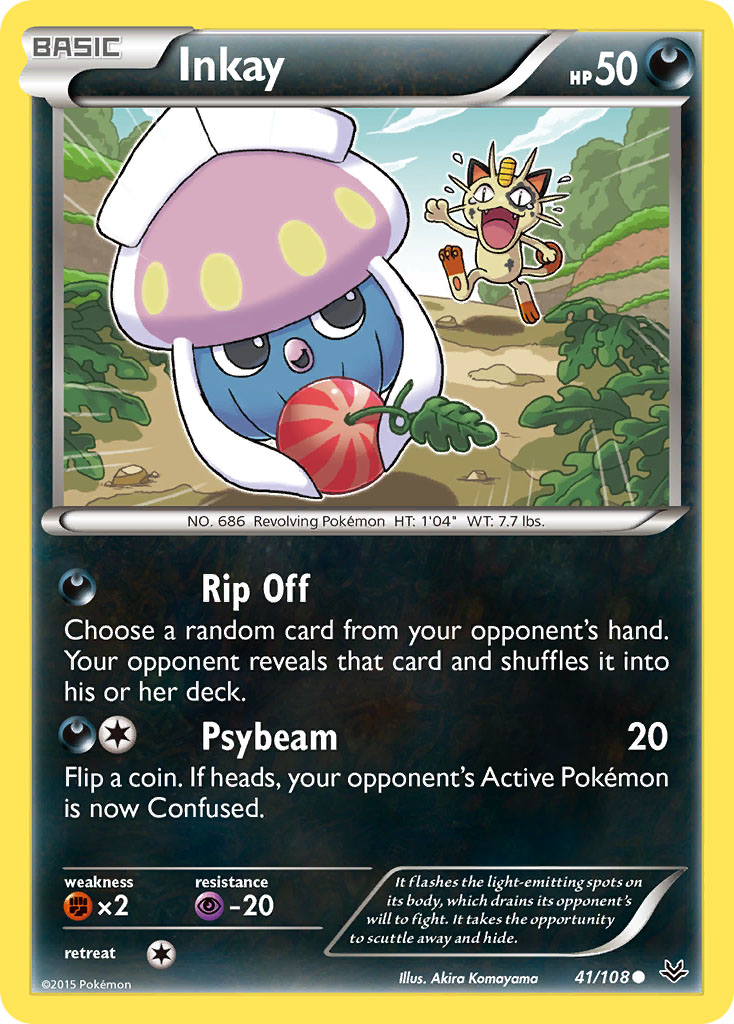 BASIC
Inkay
HP50
NO. 686 Revolving Pokémon HT: 1'04" WT: 7.7 lbs.
Rip Off
Choose a random card from your opponent's hand.
Your opponent reveals that card and shuffles it into
his or her deck.
Psybeam 20
Flip a coin. If heads, your opponent's Active Pokémon
is now Confused.
weakness resistance
×2 -20
retreat
It flashes the light-emitting spots on
its body, which drains its opponent's
will to fight. It takes the opportunity
to scuttle away and hide.
©2015 Pokémon
Illus. Akira Komayama 41/108